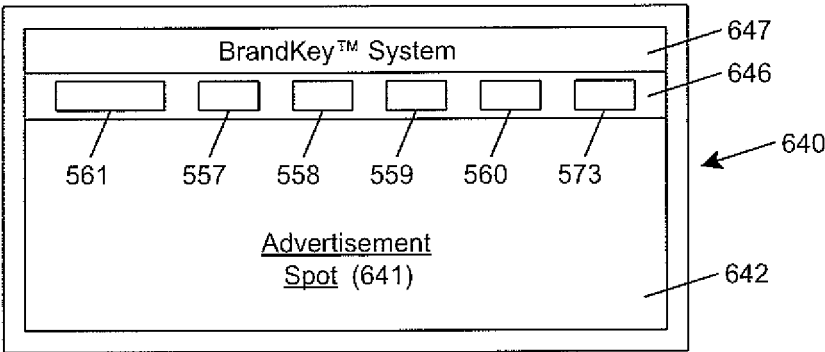 BrandKey™ System
647
646
561 557 558 559 560 573
640
Advertisement
Spot (641)
642